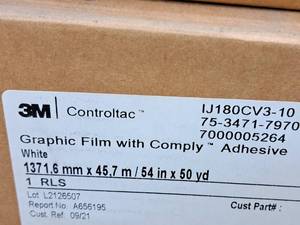 3M Controltac™ IJ180CV3-10
75-3471-7970
7000005264
Graphic Film with Comply™ Adhesive
White
1371,6 mm x 45,7 m / 54 in x 50 yd
1 RLS
Lot L2126507
Report No. A656195
Cust. Ref: 09/21 Cust Part#: